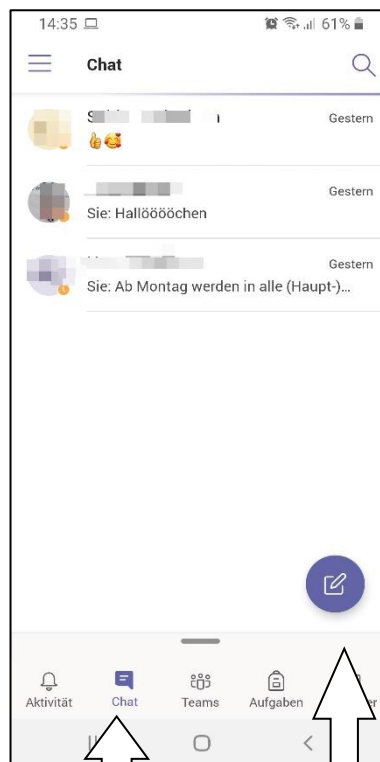 14:35 61%
Chat
Gestern
Gestern
Sie: Hallööööchen
Gestern
Sie: Ab Montag werden in alle (Haupt-)...
Aktivität Chat Teams Aufgaben